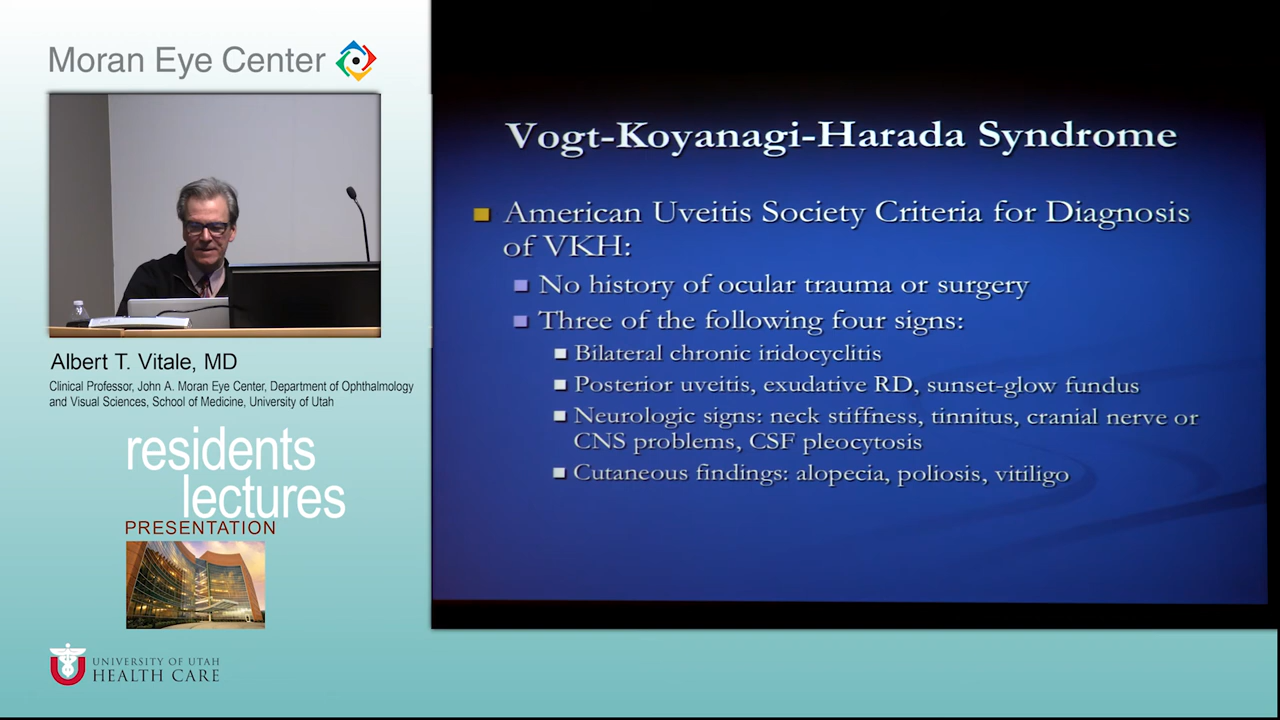 Moran Eye Center
Albert T. Vitale, MD
Clinical Professor, John A. Moran Eye Center, Department of Ophthalmology
and Visual Sciences, School of Medicine, University of Utah
residents
lectures
PRESENTATION
UNIVERSITY OF UTAH
HEALTH CARE
Vogt-Koyanagi-Harada Syndrome
American Uveitis Society Criteria for Diagnosis
of VKH:
No history of ocular trauma or surgery
Three of the following four signs:
Bilateral chronic iridocyclitis
Posterior uveitis, exudative RD, sunset-glow fundus
Neurologic signs: neck stiffness, tinnitus, cranial nerve or
CNS problems, CSF pleocytosis
Cutaneous findings: alopecia, poliosis, vitiligo